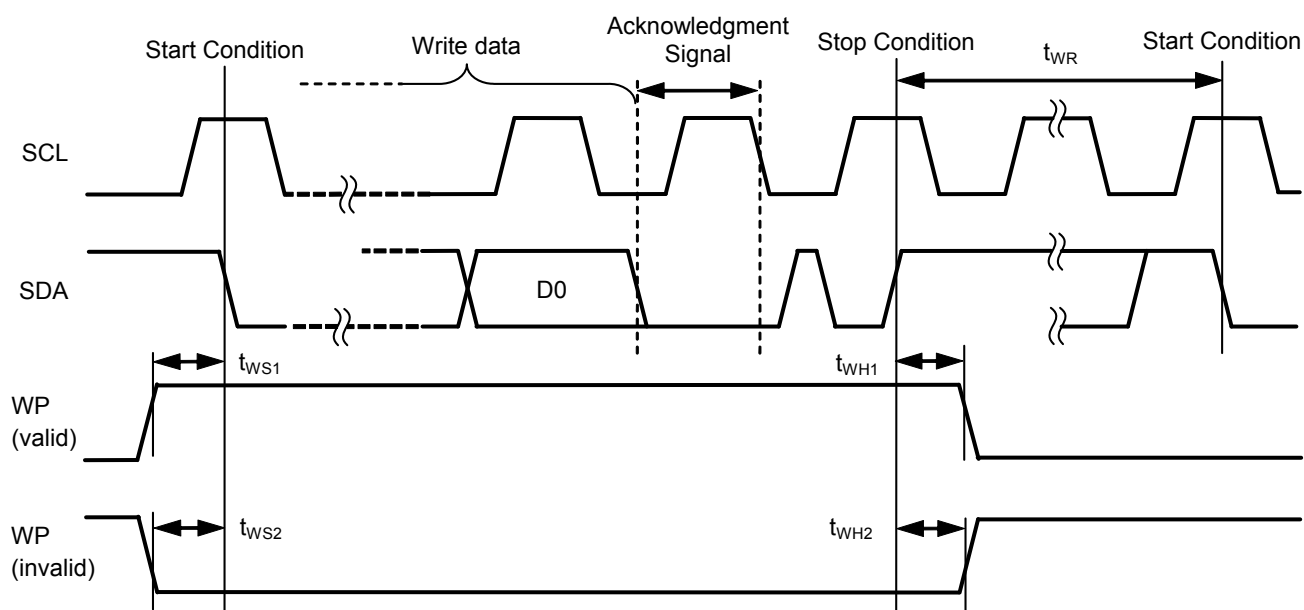 Start Condition
Write data
Acknowledgment
Signal
Stop Condition
tWR
Start Condition
SCL
SDA
D0
tWS1
tWH1
WP
(valid)
tWS2
tWH2
WP
(invalid)